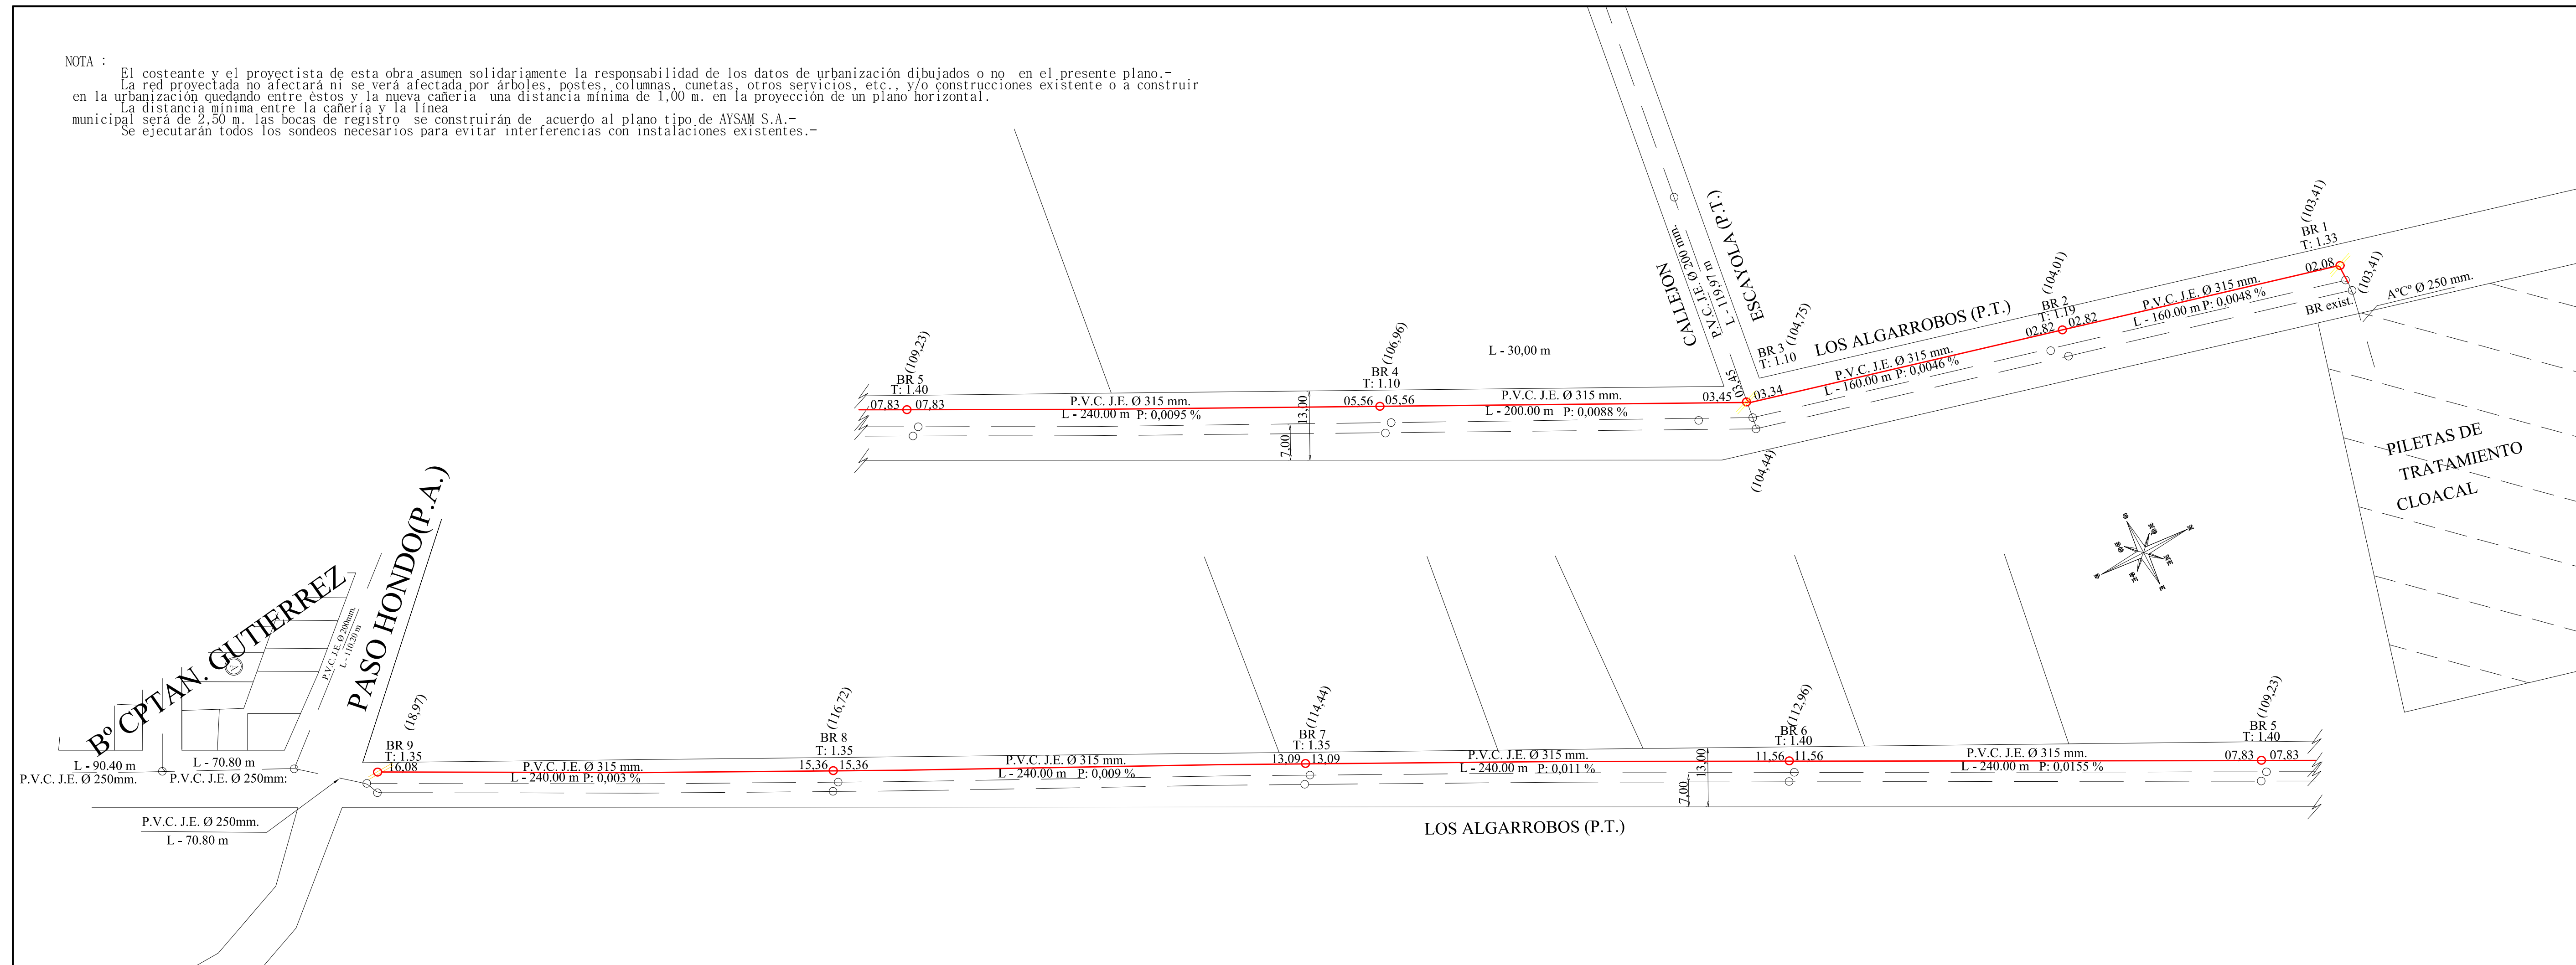 NOTA :
El costeante y el proyectista de esta obra asumen solidariamente la responsabilidad de los datos de urbanización dibujados o no en el presente plano.-
La red proyectada no afectará ni se verá afectada por árboles, postes, columnas, cunetas, otros servicios, etc., y/o construcciones existente o a construir
en la urbanización quedando entre èstos y la nueva cañeria una distancia mínima de 1,00 m. en la proyección de un plano horizontal.
La distancia mínima entre la cañería y la línea
municipal será de 2,50 m. las bocas de registro se construirán de acuerdo al plano tipo de AYSAM S.A.-
Se ejecutarán todos los sondeos necesarios para evitar interferencias con instalaciones existentes.-
CALLEJON
ESCAYOLA (P.T.)
P.V.C. J.E. Ø 200 mm.
L - 119,97 m
(103,41)
BR 1
T: 1.33
02,08
(103,41)
BR exist.
AºCº Ø 250 mm.
P.V.C. J.E. Ø 315 mm.
L - 160.00 m P: 0,0048 %
(104,01)
BR 2
T: 1.19
02,82 02,82
LOS ALGARROBOS (P.T.)
P.V.C. J.E. Ø 315 mm.
L - 160.00 m P: 0,0046 %
BR 3 (104,75)
T: 1.10
03,45
03,45
03,34
(104,44)
L - 30,00 m
P.V.C. J.E. Ø 315 mm.
L - 200.00 m P: 0,0088 %
(106,96)
BR 4
T: 1.10
05,56 05,56
13,00
7,00
P.V.C. J.E. Ø 315 mm.
L - 240.00 m P: 0,0095 %
(109,23)
BR 5
T: 1.40
07,83 07,83
PILETAS DE
TRATAMIENTO
CLOACAL
Bº CPTAN. GUTIERREZ
PASO HONDO(P.A.)
P.V.C. J.E. Ø 200mm.
L - 110.20 m
L - 90.40 m
P.V.C. J.E. Ø 250mm.
L - 70.80 m
P.V.C. J.E. Ø 250mm:
P.V.C. J.E. Ø 250mm.
L - 70.80 m
(18,97)
BR 9
T: 1.35
16,08
P.V.C. J.E. Ø 315 mm.
L - 240.00 m P: 0,003 %
(116,72)
BR 8
T: 1.35
15,36 15,36
P.V.C. J.E. Ø 315 mm.
L - 240.00 m P: 0,009 %
(114,44)
BR 7
T: 1.35
13,09 13,09
P.V.C. J.E. Ø 315 mm.
L - 240.00 m P: 0,011 %
13,00
7,00
(112,96)
BR 6
T: 1.40
11,56 11,56
P.V.C. J.E. Ø 315 mm.
L - 240.00 m P: 0,0155 %
(109,23)
BR 5
T: 1.40
07,83 07,83
LOS ALGARROBOS (P.T.)